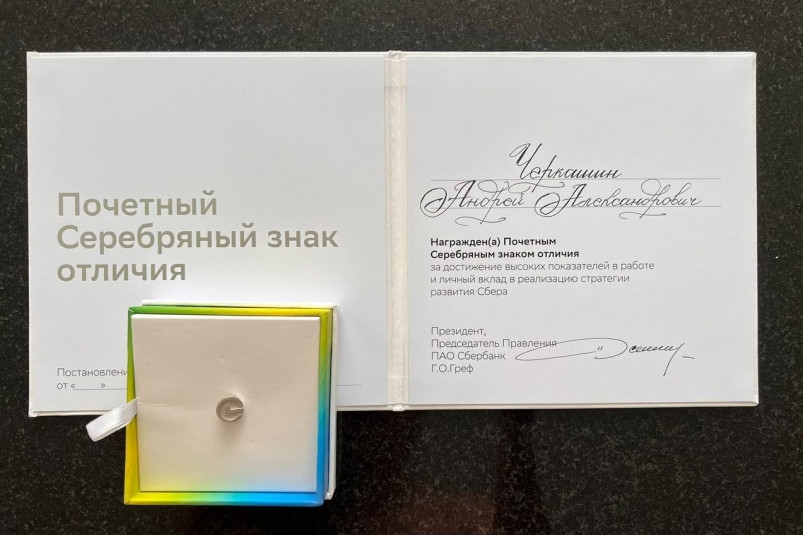 Почетный
Серебряный знак
отличия
Постановлени
от «____»
Черкашин
Андрей Александрович
Награжден(а) Почетным
Серебряным знаком отличия
за достижение высоких показателей в работе
и личный вклад в реализацию стратегии
развития Сбера
Президент,
Председатель Правления
ПАО Сбербанк
Г.О.Греф